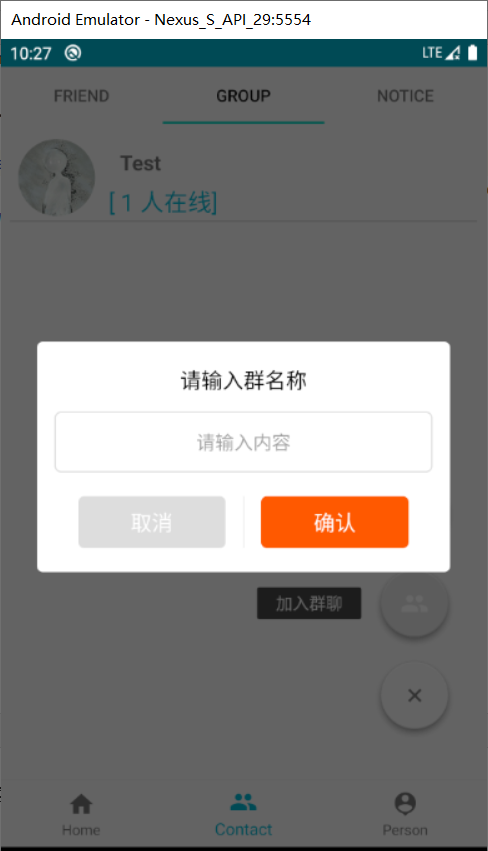 Android Emulator - Nexus_S_API_29:5554
10:27 LTE
FRIEND GROUP NOTICE
Test
[ 1 人在线]
请输入群名称
请输入内容
取消 确认
加入群聊
Home Contact Person